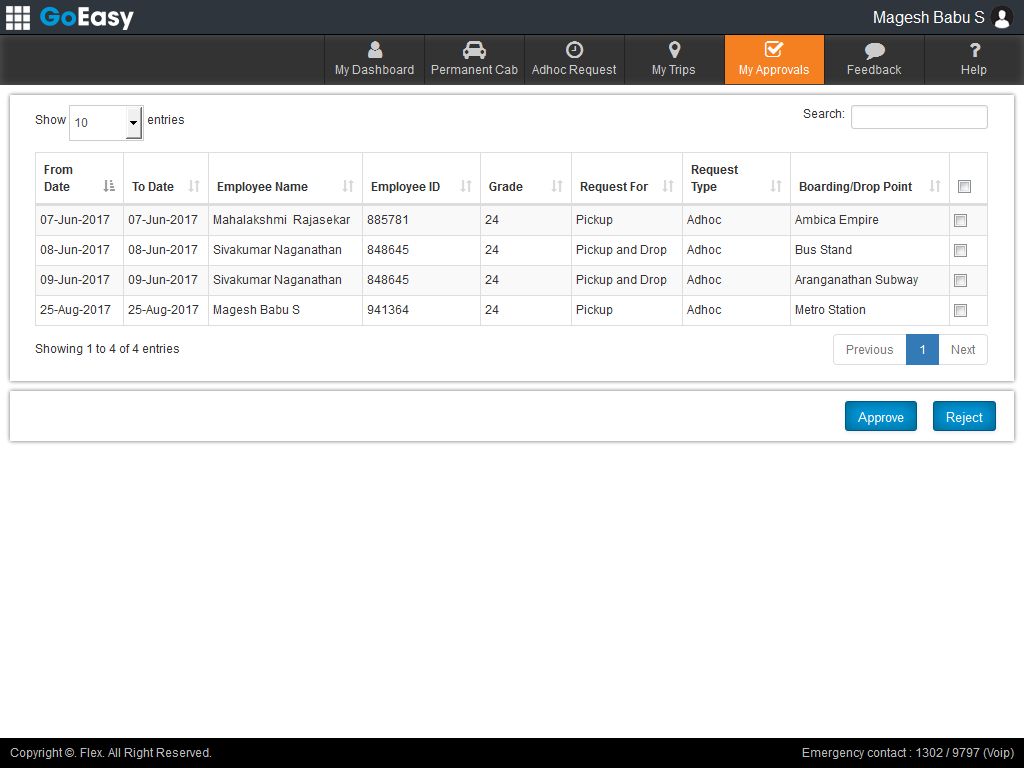 GoEasy
Magesh Babu S
My Dashboard Permanent Cab Adhoc Request My Trips My Approvals Feedback ? Help
Show 10 entries
Search:
From Date To Date Employee Name Employee ID Grade Request For Request Type Boarding/Drop Point
07-Jun-2017 07-Jun-2017 Mahalakshmi Rajasekar 885781 24 Pickup Adhoc Ambica Empire
08-Jun-2017 08-Jun-2017 Sivakumar Naganathan 848645 24 Pickup and Drop Adhoc Bus Stand
09-Jun-2017 09-Jun-2017 Sivakumar Naganathan 848645 24 Pickup and Drop Adhoc Aranganathan Subway
25-Aug-2017 25-Aug-2017 Magesh Babu S 941364 24 Pickup Adhoc Metro Station
Showing 1 to 4 of 4 entries
Previous 1 Next
Approve Reject
Copyright ©. Flex. All Right Reserved.
Emergency contact : 1302 / 9797 (Voip)